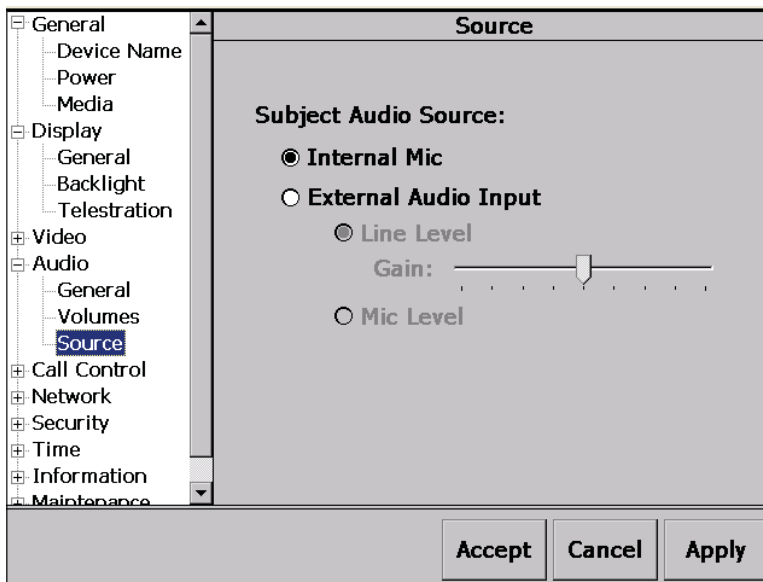 General
Device Name
Power
Media
Display
General
Backlight
Telestration
Video
Audio
General
Volumes
Source
Call Control
Network
Security
Time
Information
Maintenance
Source
Subject Audio Source:
Internal Mic
External Audio Input
Line Level
Gain:
Mic Level
Accept Cancel Apply